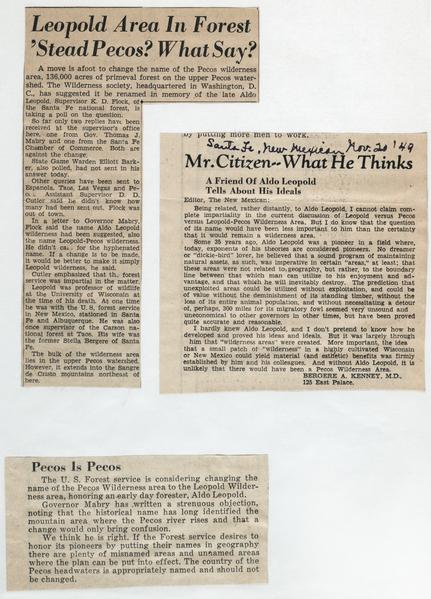 Leopold Area In Forest
'Stead Pecos? What Say?
A move is afoot to change the name of the Pecos wilderness
area, 136,000 acres of primeval forest on the upper Pecos water-
shed. The Wilderness society, headquartered in Washington, D.
C., has suggested it be renamed in memory of the late Aldo
Leopold. Supervisor K. D. Flock, of
the Santa Fe national forest, is
taking a poll on the question.
So far only two replies have been
received at the supervisor's office
here, one from Gov. Thomas J.
Mabry and one from the Santa Fe
Chamber of Commerce. Both are
against the change.
State Game Warden Elliott Bark-
er, also polled, had not sent in his
answer today.
Other queries have been sent to
Espanola, Taos, Las Vegas and Pe-
Assistant Supervisor D. D.
Cutler said he didn't know how
many had been sent out. Flock was
out of town.
In a letter to Governor Mabry,
Flock said the name Aldo Leopold
wilderness had been suggested, also
the name Leopold-Pecos wilderness.
He didn't for the hyphenated
name. If a change is to be made,
it would be better to make it simply
Leopold wilderness, he said.
Cutler emphasized that the forest
service was impartial in the matter.
Leopold was professor of wildlife
at the University of Wisconsin at
the time of his death. At one time
he was with the U.S. forest service
in New Mexico, stationed in Santa
Fe and Albuquerque. He was also
once supervisor of the Carson nat-
tional forest at Taos. His wife was
the former Stella Bergere of Santa
Fe.
The bulk of the wilderness area
lies in the upper Pecos watershed.
However, it extends into the Sangre
de Cristo mountains northeast of
here.
by putting more men to work.
Santa Fe, New Mexican Nov. 20 '49
Mr. Citizen--What He Thinks
A Friend Of Aldo Leopold
Tells About His Ideals
Editor, The New Mexican:
Being related, rather distantly, to Aldo Leopold, I cannot claim
complete impartiality in the current discussion of Leopold versus Pecos
versus Leopold-Pecos Wilderness Area. But I do know that the question
of its name would have been less important to him than the certainty
that it would remain a wilderness area.
Some 35 years ago, Aldo Leopold was a pioneer in a field where,
today, exponents of his theories are considered pioneers. No dreamer
or "dickie-bird" lover, he believed that a sound program of maintaining
natural assets, as such, was imperative in certain "areas," at least; that
these areas were not related to geography, but rather, to the boundary
line between that which man can utilize to his enjoyment and ad-
vantage, and that which he will inevitably destroy. The prediction that
unexploited areas could be utilized without exploitation, and could be
of value without the diminishment of its standing timber, without the
loss of its entire animal population, and without necessitating a detour
of, perhaps, 300 miles for its migratory fowl seemed very unsound and
uneconomical to other governors in other times, but have been proved
quite accurate and reasonable.
I hardly knew Aldo Leopold, and I don't pretend to know how he
developed and proved his ideas and ideals. But it was largely through
him that "wilderness areas" were created. More important, the idea
that a small patch of "wilderness" in a highly cultivated Wisconsin
or New Mexico could yield material (and esthetic) benefits was firmly
established by him and his colleagues. And without Aldo Leopold, it is
unlikely that there would have been a Pecos Wilderness Area.
BERGERE A. KENNEY, M.D.,
125 East Palace.
Pecos Is Pecos
The U. S. Forest service is considering changing the
name of the Pecos Wilderness area to the Leopold Wilder-
ness area, honoring an early day forester, Aldo Leopold.
Governor Mabry has written a strenuous objection,
noting that the historical name has long identified the
mountain area where the Pecos river rises and that a
change would only bring confusion.
We think he is right. If the Forest service desires to
honor its pioneers by putting their names in geography
there are plenty of misnamed areas and unnamed areas
where the plan can be put into effect. The country of the
Pecos headwaters is appropriately named and should not
be changed.